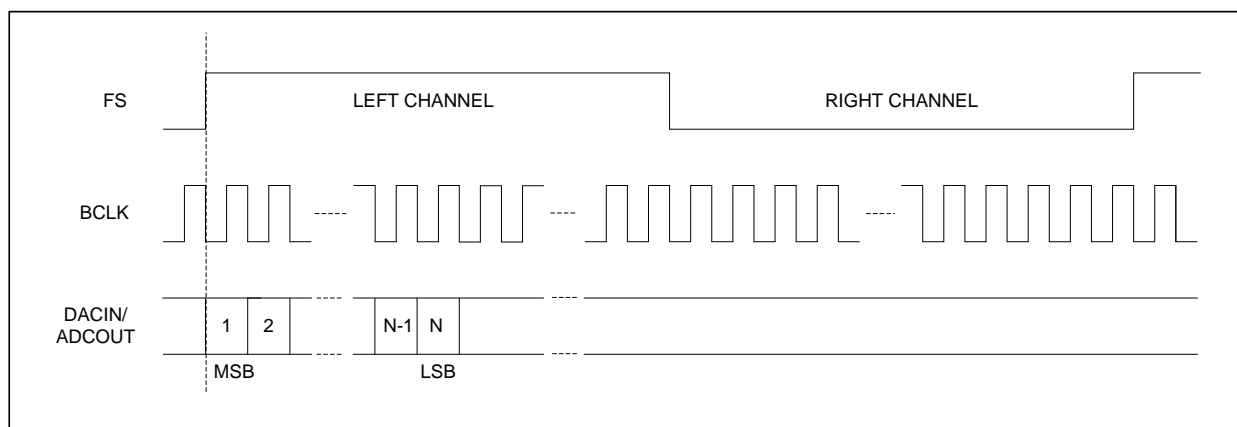 FS
LEFT CHANNEL
RIGHT CHANNEL
BCLK
DACIN/
ADCOUT
1
2
N-1
N
MSB
LSB